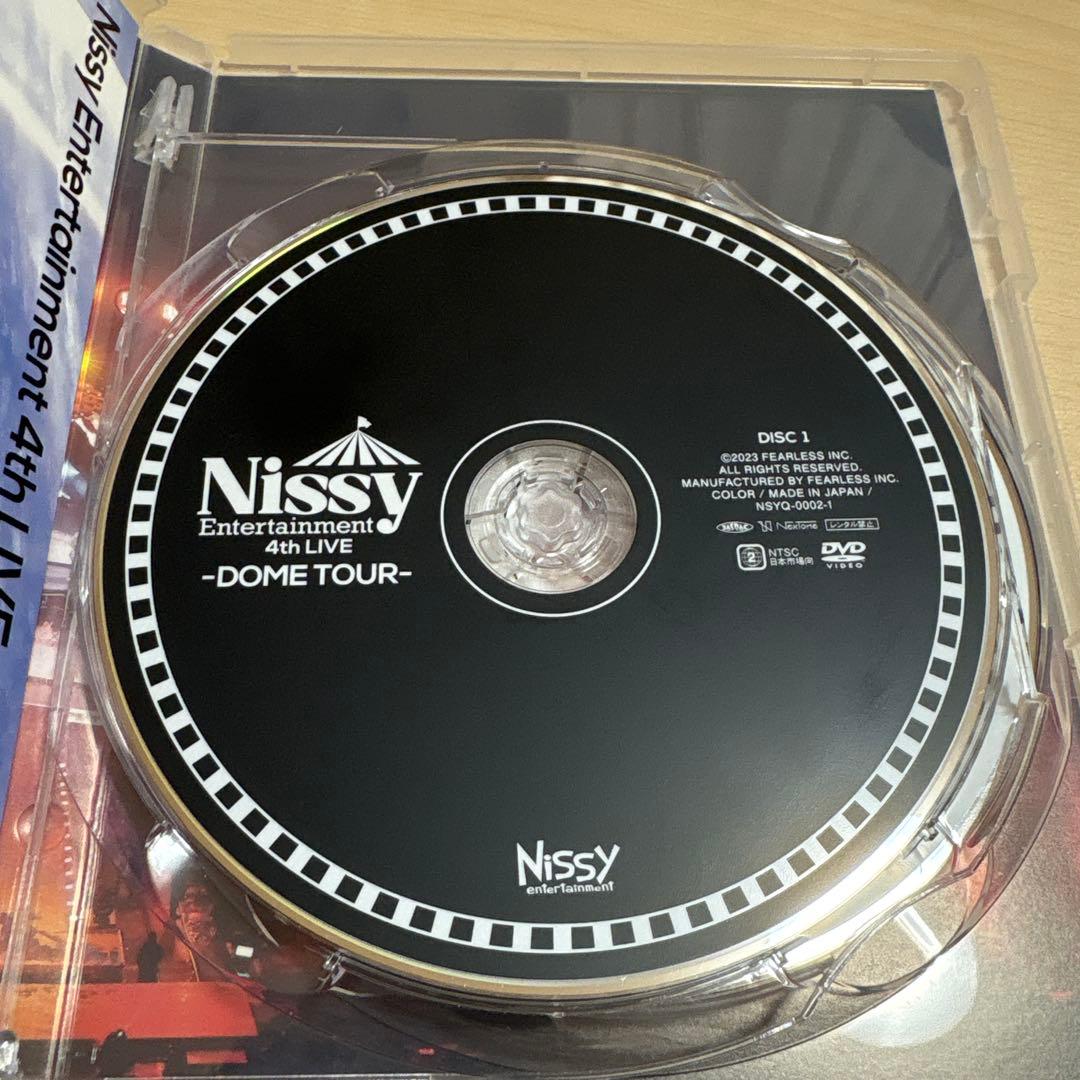 Nissy Entertainment 4th LIVE
Nissy
Entertainment
4th LIVE
-DOME TOUR-
DISC 1
©2023 FEARLESS INC.
ALL RIGHTS RESERVED.
MANUFACTURED BY FEARLESS INC.
COLOR / MADE IN JAPAN /
NSYQ-0002-1
JASRAC NexTone レンタル禁止
2 NTSC 日本市場向 DVD VIDEO
Nissy
entertainment